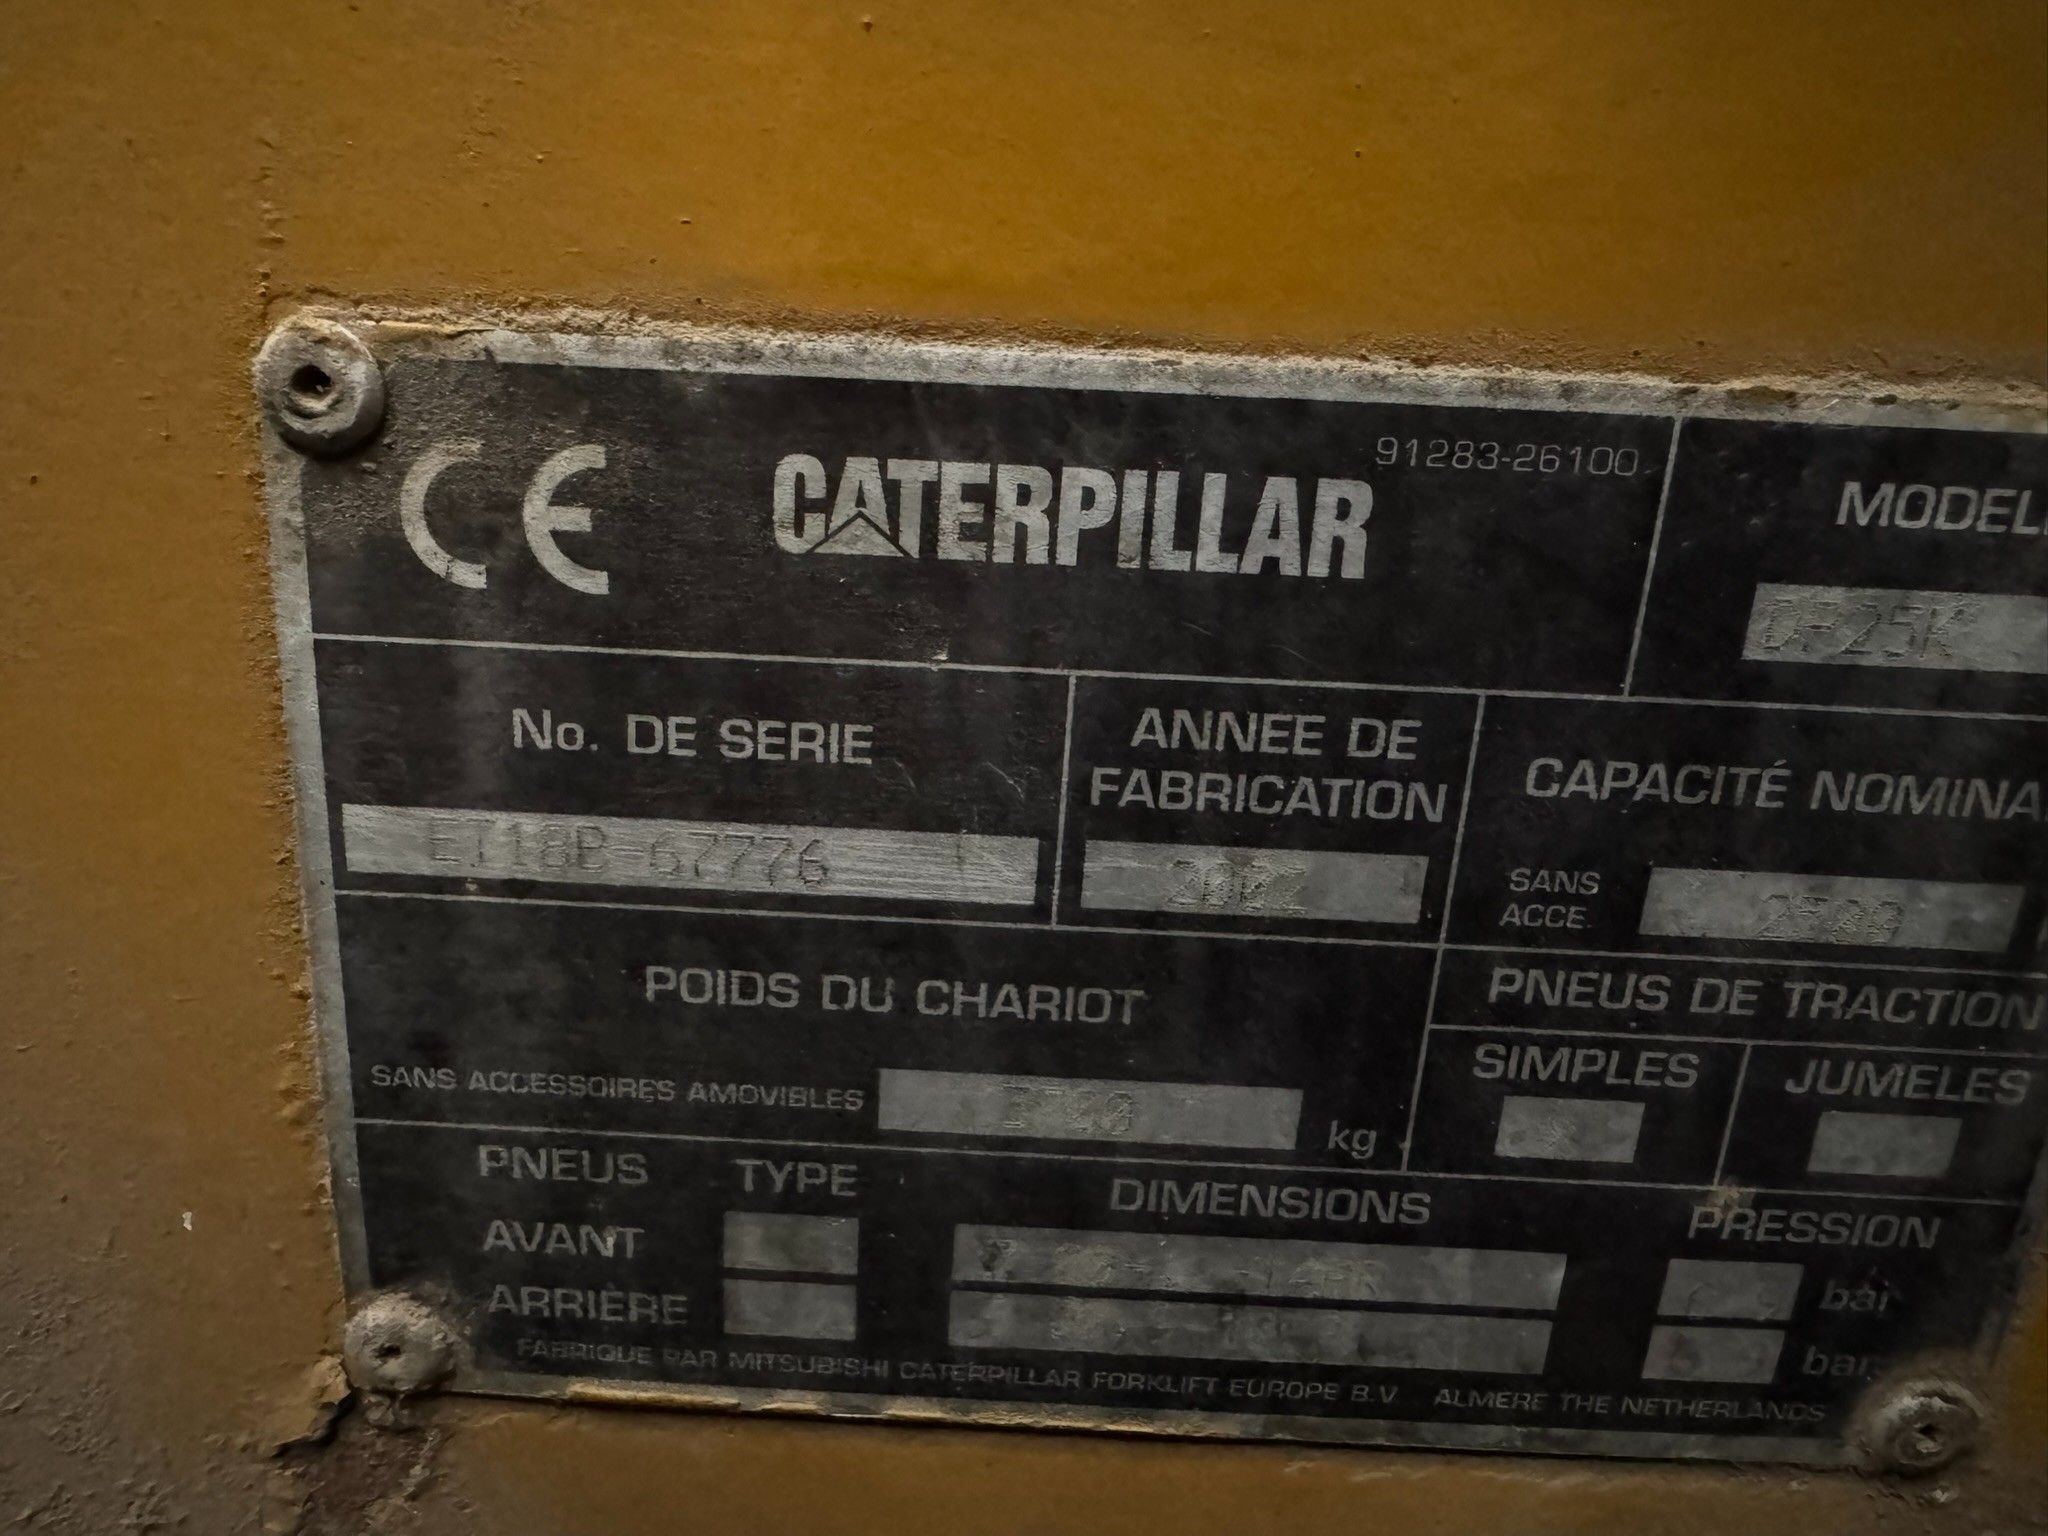 CE
CATERPILLAR
91283-26100
MODEL
DP25K
No. DE SERIE
ANNEE DE
FABRICATION
CAPACITÉ NOMINA
SANS
ACCE.
POIDS DU CHARIOT
SANS ACCESSOIRES AMOVIBLES
kg
PNEUS DE TRACTION
SIMPLES
JUMELES
PNEUS
TYPE
DIMENSIONS
PRESSION
AVANT
bar
ARRIÈRE
bar
FABRIQUE PAR MITSUBISHI CATERPILLAR FORKLIFT EUROPE B.V. ALMERE THE NETHERLANDS